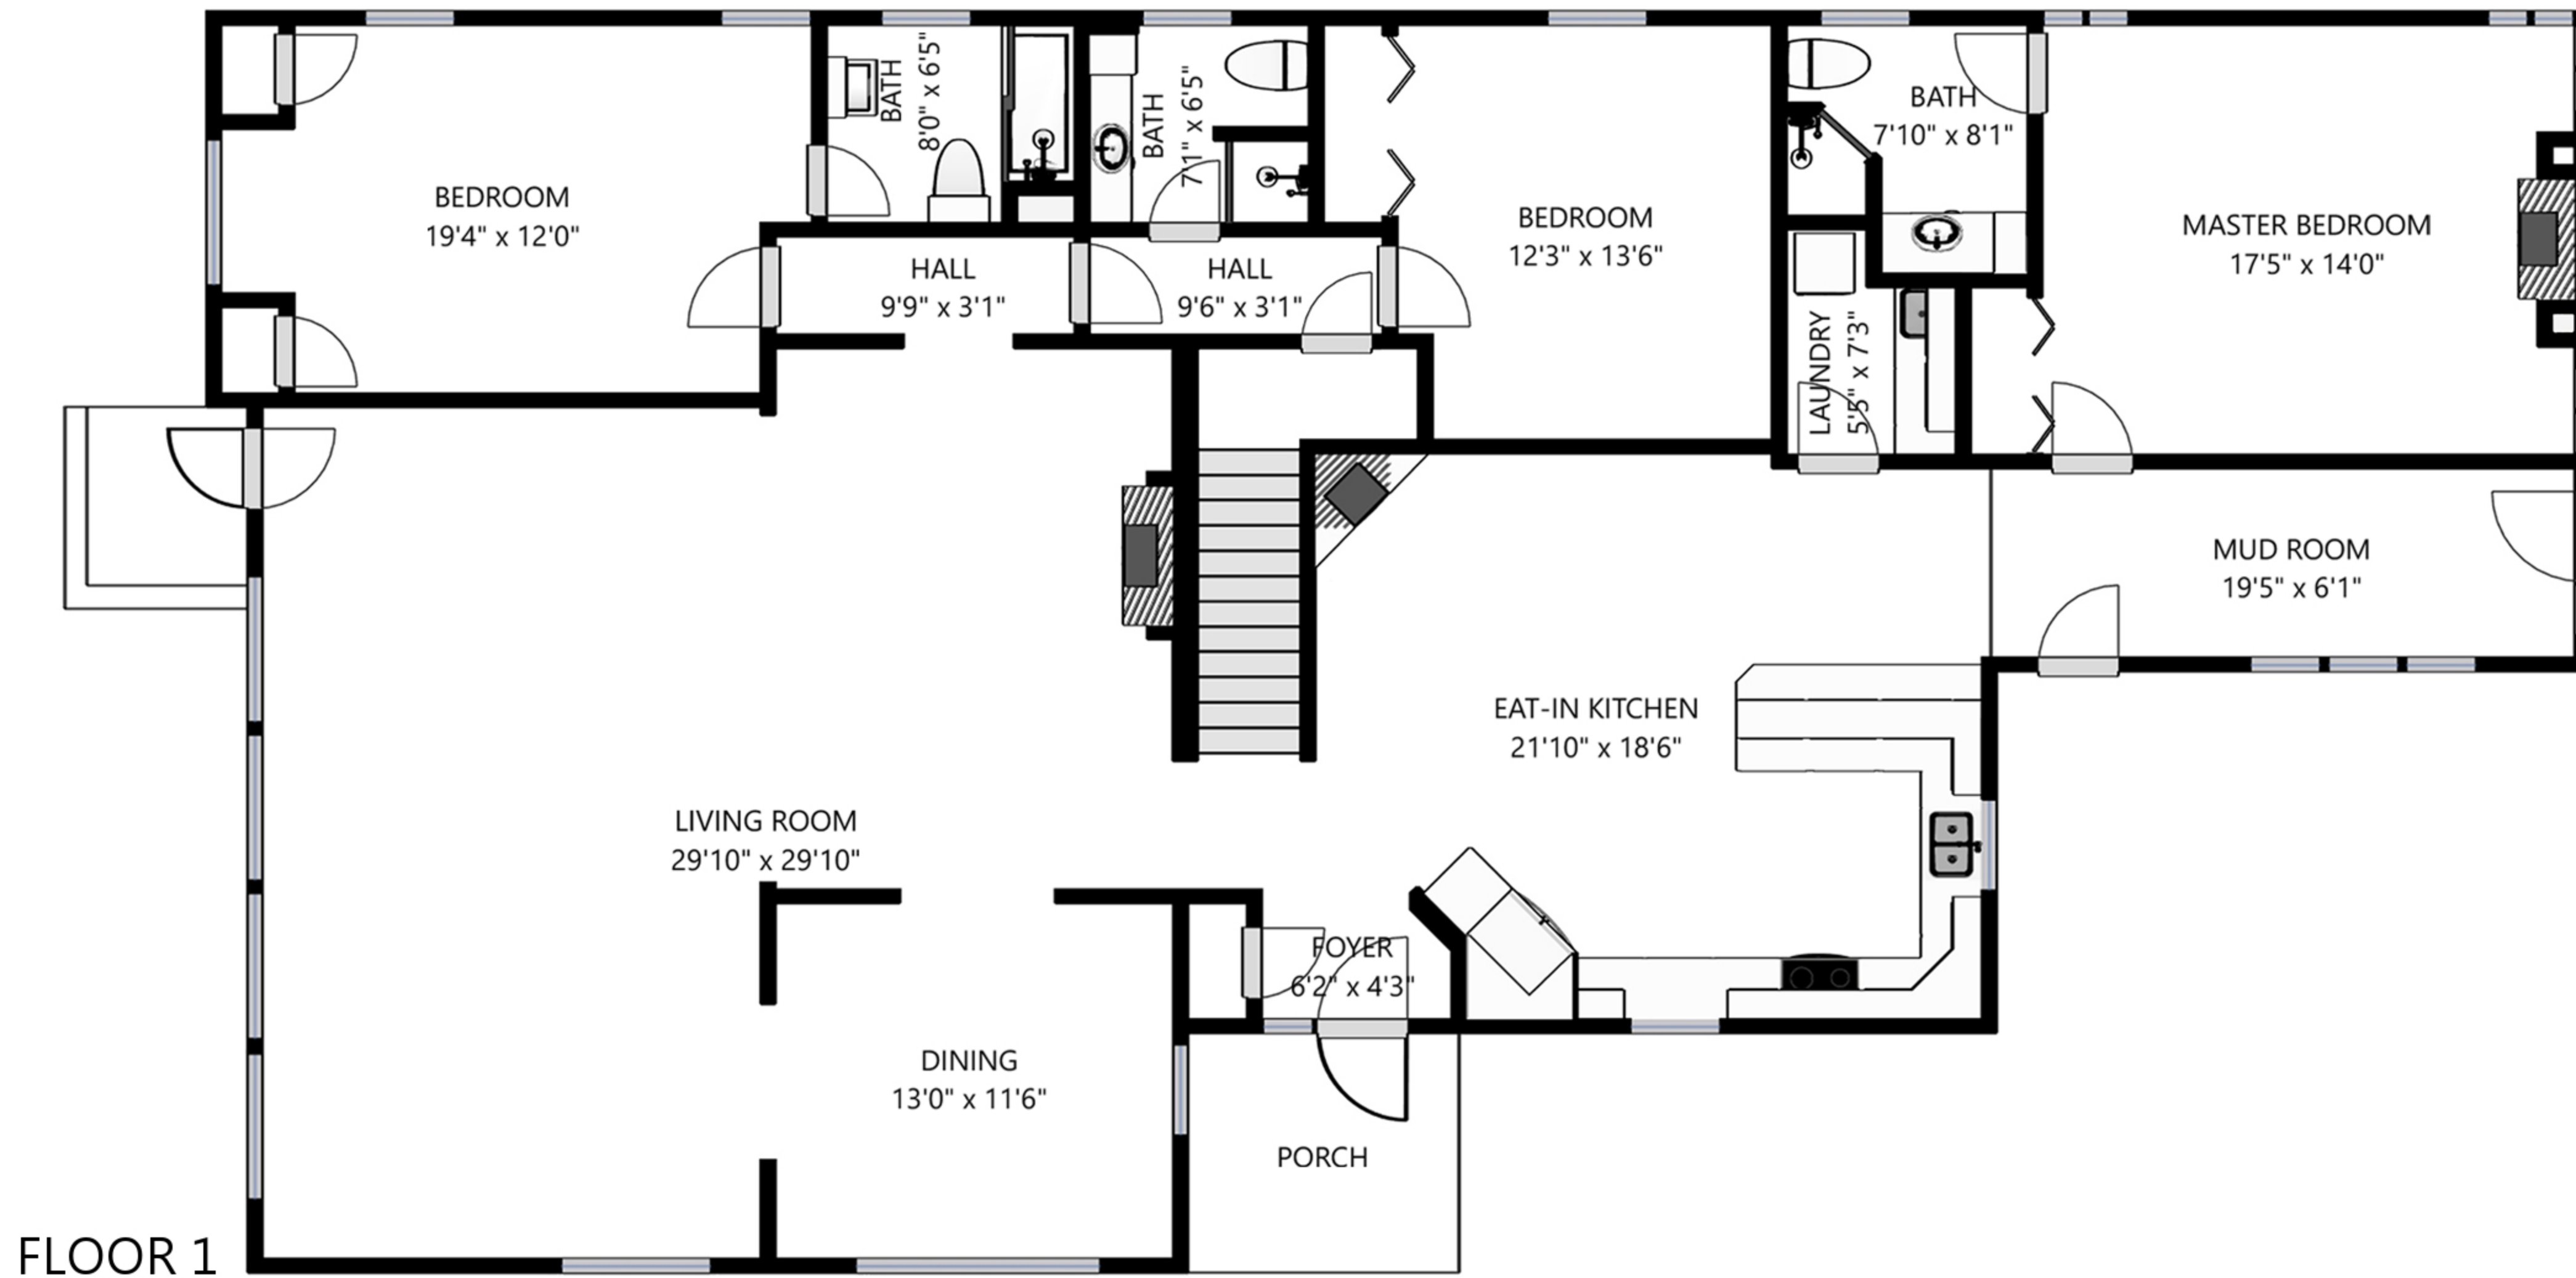 BEDROOM
19'4" x 12'0"
BATH
8'0" x 6'5"
BATH
7'1" x 6'5"
BEDROOM
12'3" x 13'6"
BATH
7'10" x 8'1"
MASTER BEDROOM
17'5" x 14'0"
HALL
9'9" x 3'1"
HALL
9'6" x 3'1"
LAUNDRY
5'5" x 7'3"
MUD ROOM
19'5" x 6'1"
EAT-IN KITCHEN
21'10" x 18'6"
LIVING ROOM
29'10" x 29'10"
FOYER
6'2" x 4'3"
DINING
13'0" x 11'6"
PORCH
FLOOR 1